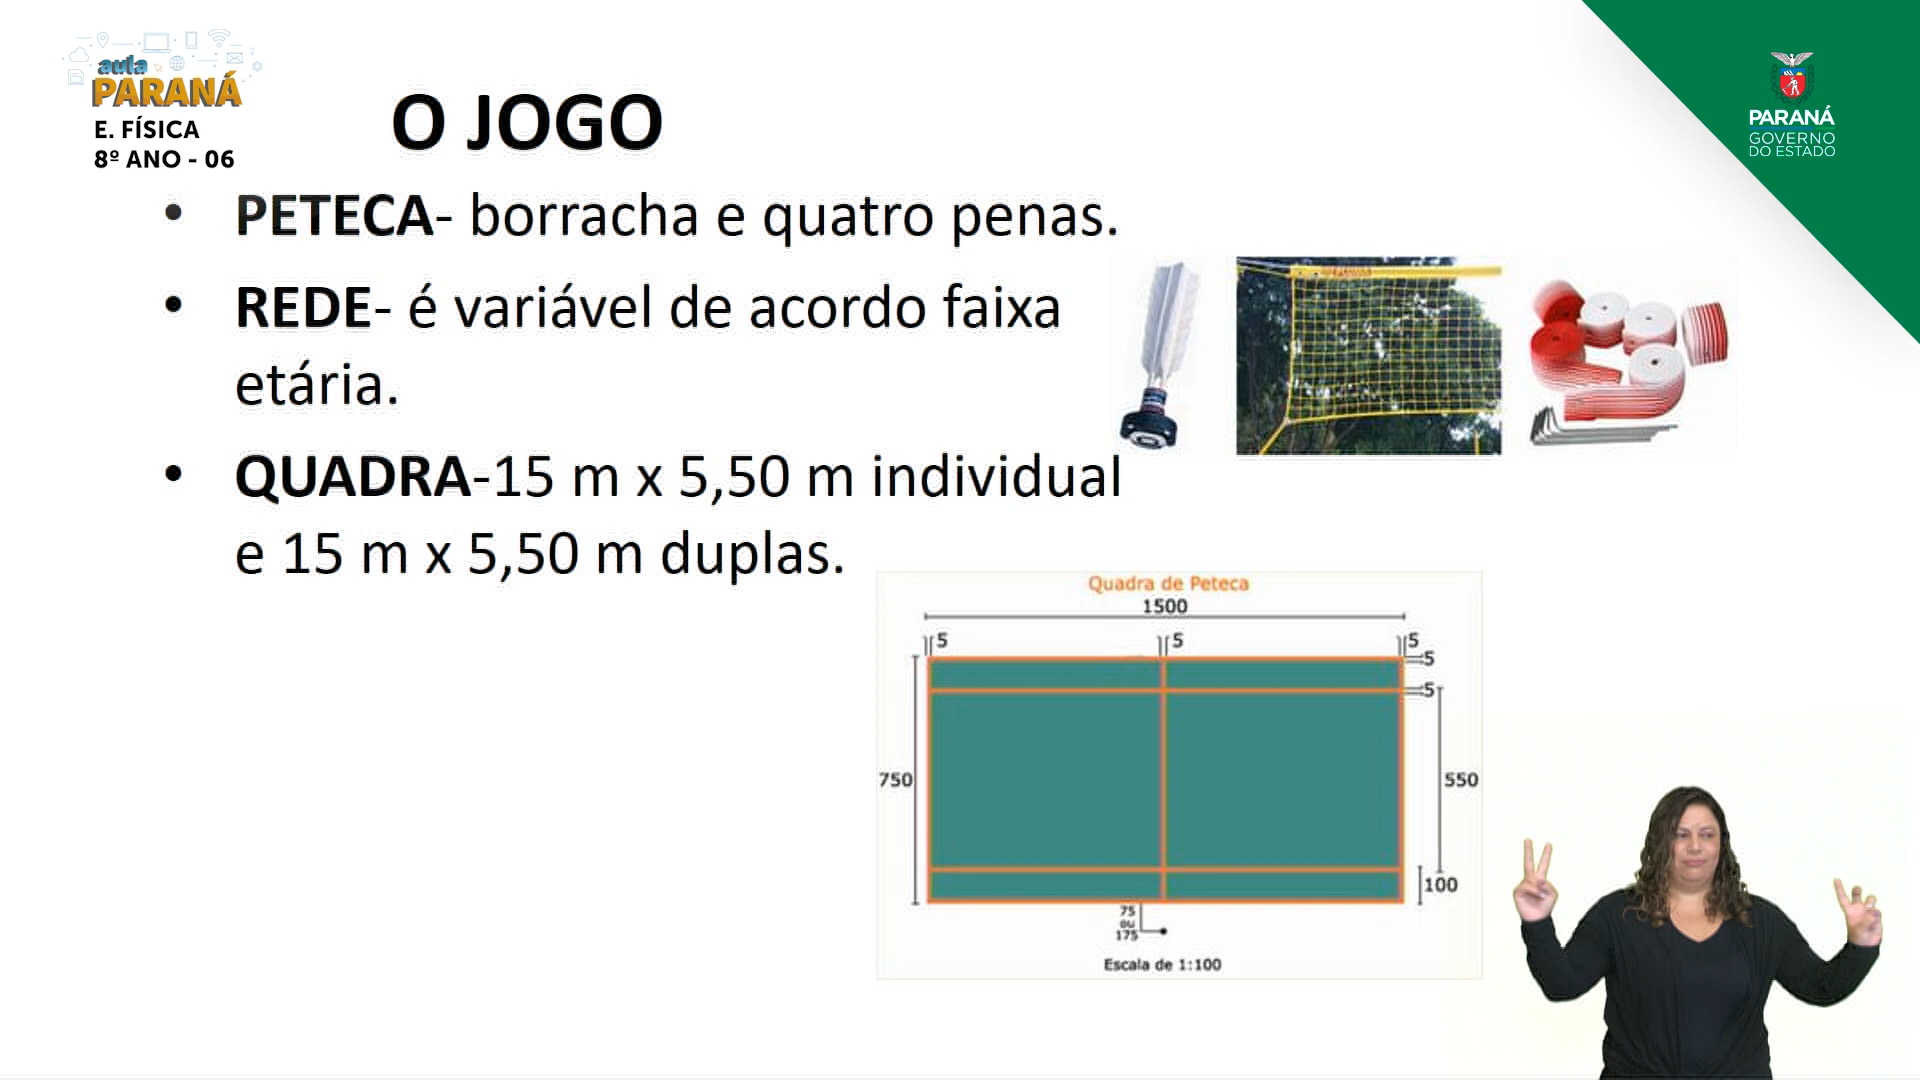 aula
PARANÁ
E. FÍSICA
8º ANO - 06
PARANÁ
GOVERNO
DO ESTADO
O JOGO
• PETECA- borracha e quatro penas.
• REDE- é variável de acordo faixa
etária.
• QUADRA-15 m x 5,50 m individual
e 15 m x 5,50 m duplas.
Quadra de Peteca
1500
5
5
5
5
5
750
550
100
75
ou
175
Escala de 1:100